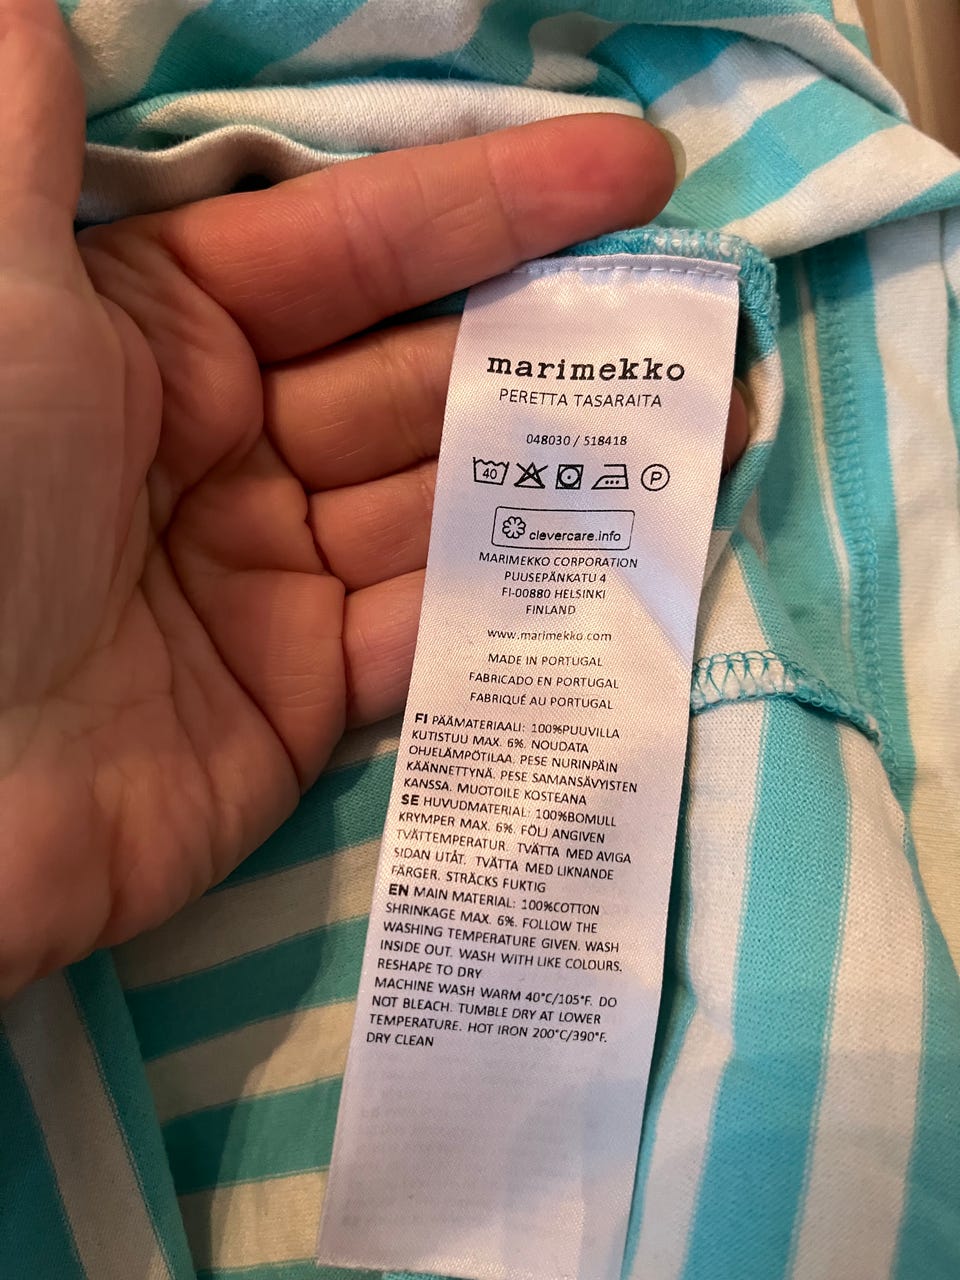 marimekko
PERETTA TASARAITA
048030 / 518418
40 P
clevercare.info
MARIMEKKO CORPORATION
PUUSEPÄNKATU 4
FI-00880 HELSINKI
FINLAND
www.marimekko.com
MADE IN PORTUGAL
FABRICADO EN PORTUGAL
FABRIQUÉ AU PORTUGAL
FI PÄÄMATERIAALI: 100%PUUVILLA
KUTISTUU MAX. 6%. NOUDATA
OHJELÄMPÖTILAA. PESE NURINPÄIN
KÄÄNNETTYNÄ. PESE SAMANSÄVYISTEN
KANSSA. MUOTOILE KOSTEANA
SE HUVUDMATERIAL: 100%BOMULL
KRYMPER MAX. 6%. FÖLJ ANGIVEN
TVÄTTEMPERATUR. TVÄTTA MED AVIGA
SIDAN UTÅT. TVÄTTA MED LIKNANDE
FÄRGER. STRÄCKS FUKTIG
EN MAIN MATERIAL: 100%COTTON
SHRINKAGE MAX. 6%. FOLLOW THE
WASHING TEMPERATURE GIVEN. WASH
INSIDE OUT. WASH WITH LIKE COLOURS.
RESHAPE TO DRY
MACHINE WASH WARM 40°C/105°F. DO
NOT BLEACH. TUMBLE DRY AT LOWER
TEMPERATURE. HOT IRON 200°C/390°F.
DRY CLEAN